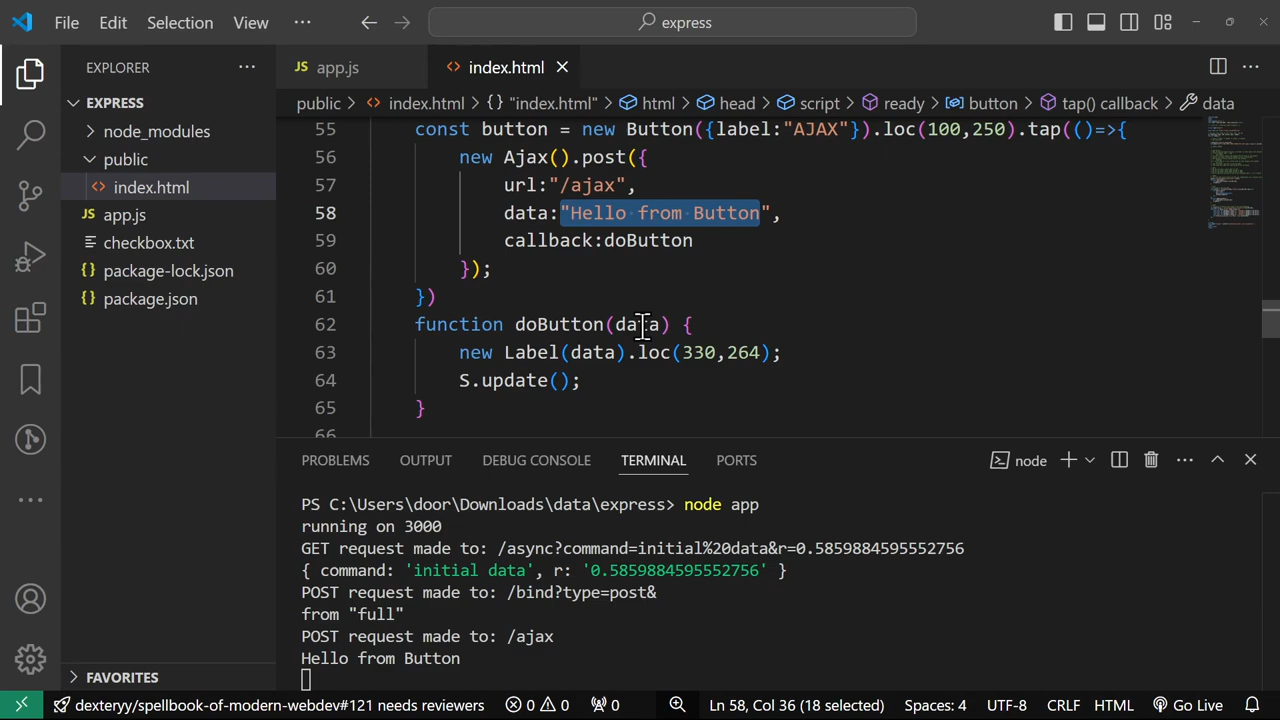 File Edit Selection View ··· express
EXPLORER ···
EXPRESS
node_modules
public
index.html
app.js
checkbox.txt
package-lock.json
package.json
FAVORITES
JS app.js
index.html
public > index.html > {} "index.html" > html > head > script > ready > button > tap() callback > data
55 const button = new Button({label:"AJAX"}).loc(100,250).tap(()=>{
56 new Ajax().post({
57 url:"/ajax",
58 data:"Hello from Button",
59 callback:doButton
60 });
61 })
62 function doButton(data) {
63 new Label(data).loc(330,264);
64 S.update();
65 }
66
PROBLEMS OUTPUT DEBUG CONSOLE TERMINAL PORTS node
PS C:\Users\door\Downloads\data\express> node app
running on 3000
GET request made to: /async?command=initial%20data&r=0.5859884595552756
{ command: 'initial data', r: '0.5859884595552756' }
POST request made to: /bind?type=post&
from "full"
POST request made to: /ajax
Hello from Button
dexteryy/spellbook-of-modern-webdev#121 needs reviewers 0 0 0 Ln 58, Col 36 (18 selected) Spaces: 4 UTF-8 CRLF HTML Go Live